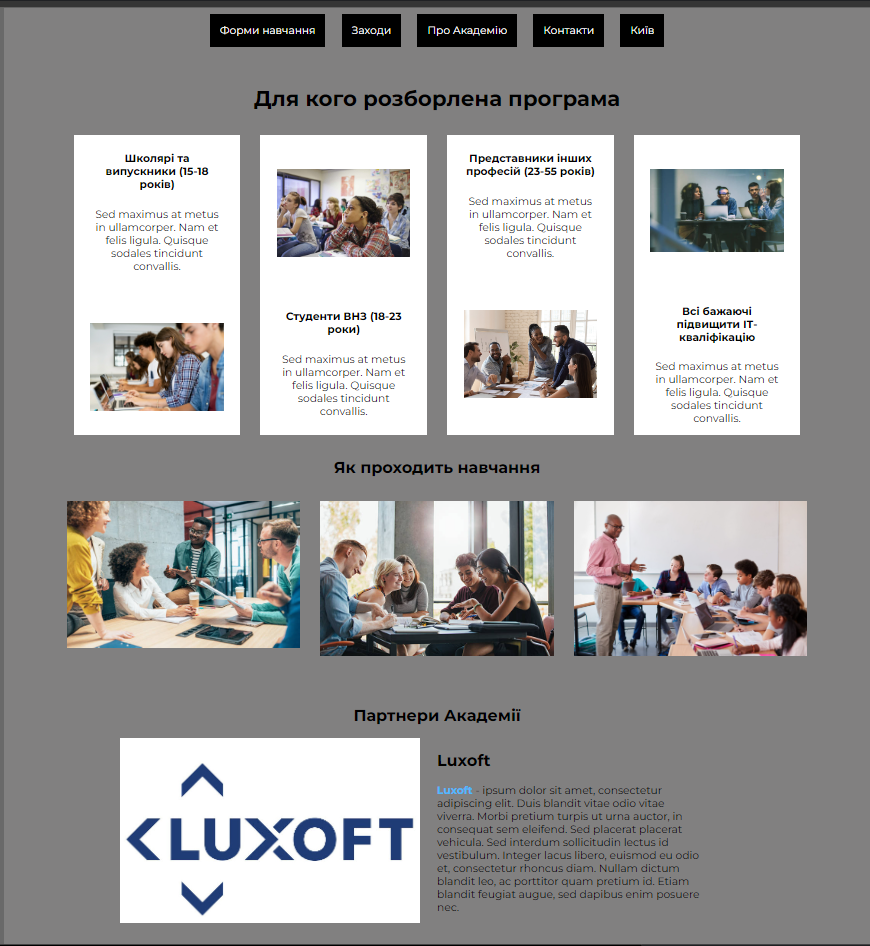 Форми навчання
Заходи
Про Академію
Контакти
Київ
Для кого розборлена програма
Школярі та
випускники (15-18
років)
Sed maximus at metus
in ullamcorper. Nam et
felis ligula. Quisque
sodales tincidunt
convallis.
Студенти ВНЗ (18-23
роки)
Sed maximus at metus
in ullamcorper. Nam et
felis ligula. Quisque
sodales tincidunt
convallis.
Представники інших
професій (23-55 років)
Sed maximus at metus
in ullamcorper. Nam et
felis ligula. Quisque
sodales tincidunt
convallis.
Всі бажаючі
підвищити ІТ-
кваліфікацію
Sed maximus at metus
in ullamcorper. Nam et
felis ligula. Quisque
sodales tincidunt
convallis.
Як проходить навчання
Партнери Академії
LUXOFT
Luxoft
Luxoft - ipsum dolor sit amet, consectetur
adipiscing elit. Duis blandit vitae odio vitae
viverra. Morbi pretium turpis ut urna auctor, in
consequat sem eleifend. Sed placerat placerat
vehicula. Sed interdum sollicitudin lectus id
vestibulum. Integer lacus libero, euismod eu odio
et, consectetur rhoncus diam. Nullam dictum
blandit leo, ac porttitor quam pretium id. Etiam
blandit feugiat augue, sed dapibus enim posuere
nec.